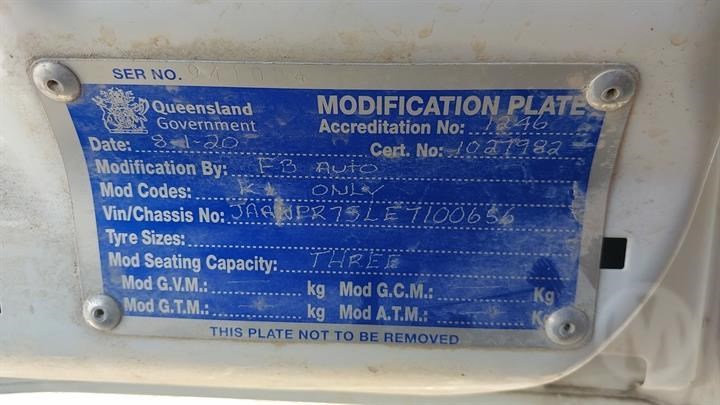 SER NO.
Queensland Government
MODIFICATION PLATE
Accreditation No: 1246
Date: 8-1-20 Cert. No.:
Modification By: FB AUTO
Mod Codes: K1 ONLY
Vin/Chassis No:
Tyre Sizes:
Mod Seating Capacity: THREE
Mod G.V.M.: kg Mod G.C.M.: Kg
Mod G.T.M.: kg Mod A.T.M.: Kg
THIS PLATE NOT TO BE REMOVED